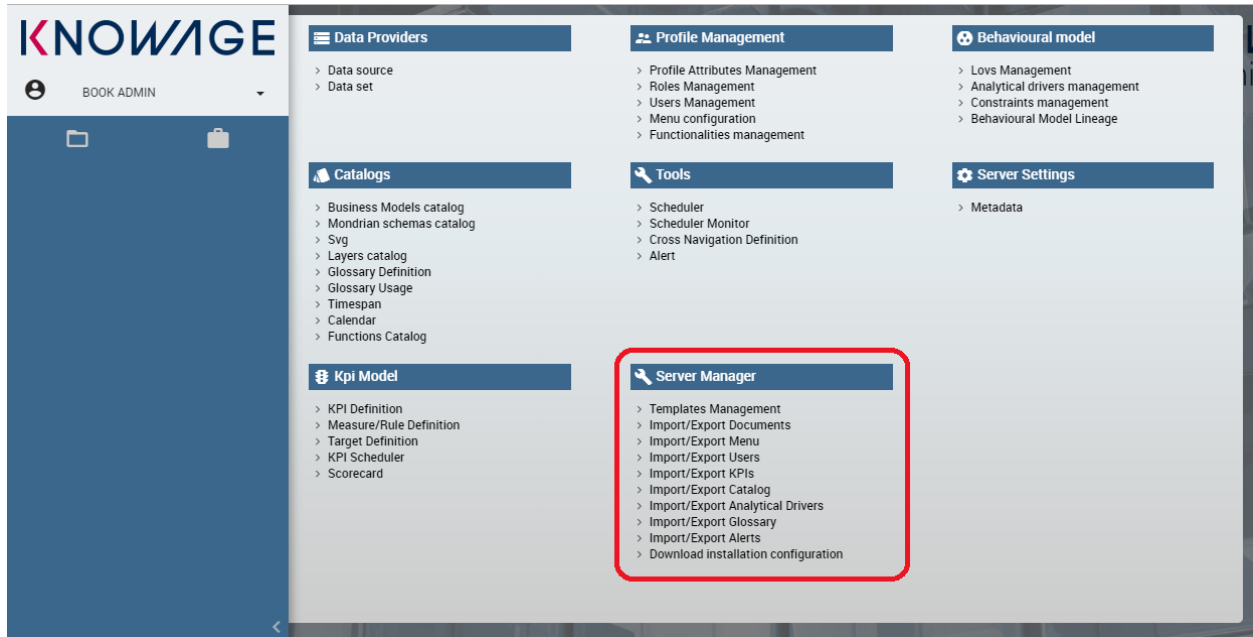 KNOWAGE
BOOK ADMIN
Data Providers
> Data source
> Data set
Profile Management
> Profile Attributes Management
> Roles Management
> Users Management
> Menu configuration
> Functionalities management
Behavioural model
> Lovs Management
> Analytical drivers management
> Constraints management
> Behavioural Model Lineage
Catalogs
> Business Models catalog
> Mondrian schemas catalog
> Svg
> Layers catalog
> Glossary Definition
> Glossary Usage
> Timespan
> Calendar
> Functions Catalog
Tools
> Scheduler
> Scheduler Monitor
> Cross Navigation Definition
> Alert
Server Settings
> Metadata
Kpi Model
> KPI Definition
> Measure/Rule Definition
> Target Definition
> KPI Scheduler
> Scorecard
Server Manager
> Templates Management
> Import/Export Documents
> Import/Export Menu
> Import/Export Users
> Import/Export KPIs
> Import/Export Catalog
> Import/Export Analytical Drivers
> Import/Export Glossary
> Import/Export Alerts
> Download installation configuration